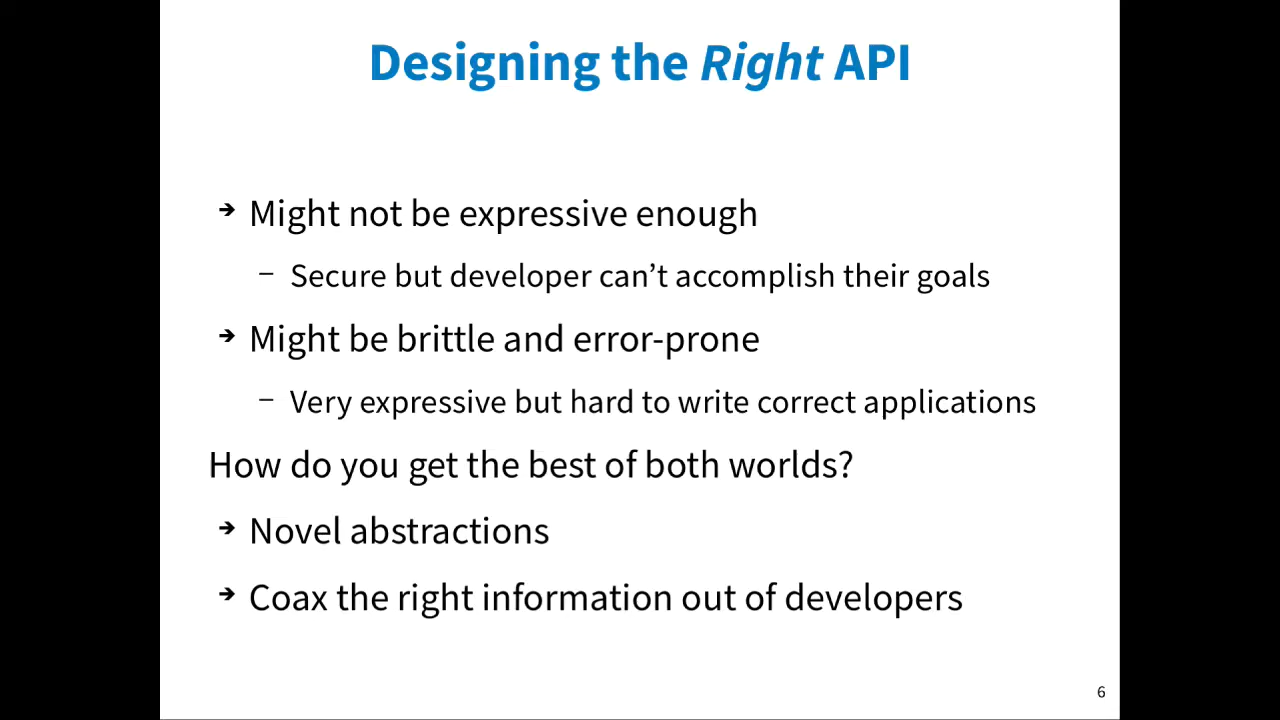 Designing the Right API
➔ Might not be expressive enough
– Secure but developer can’t accomplish their goals
➔ Might be brittle and error-prone
– Very expressive but hard to write correct applications
How do you get the best of both worlds?
➔ Novel abstractions
➔ Coax the right information out of developers
6